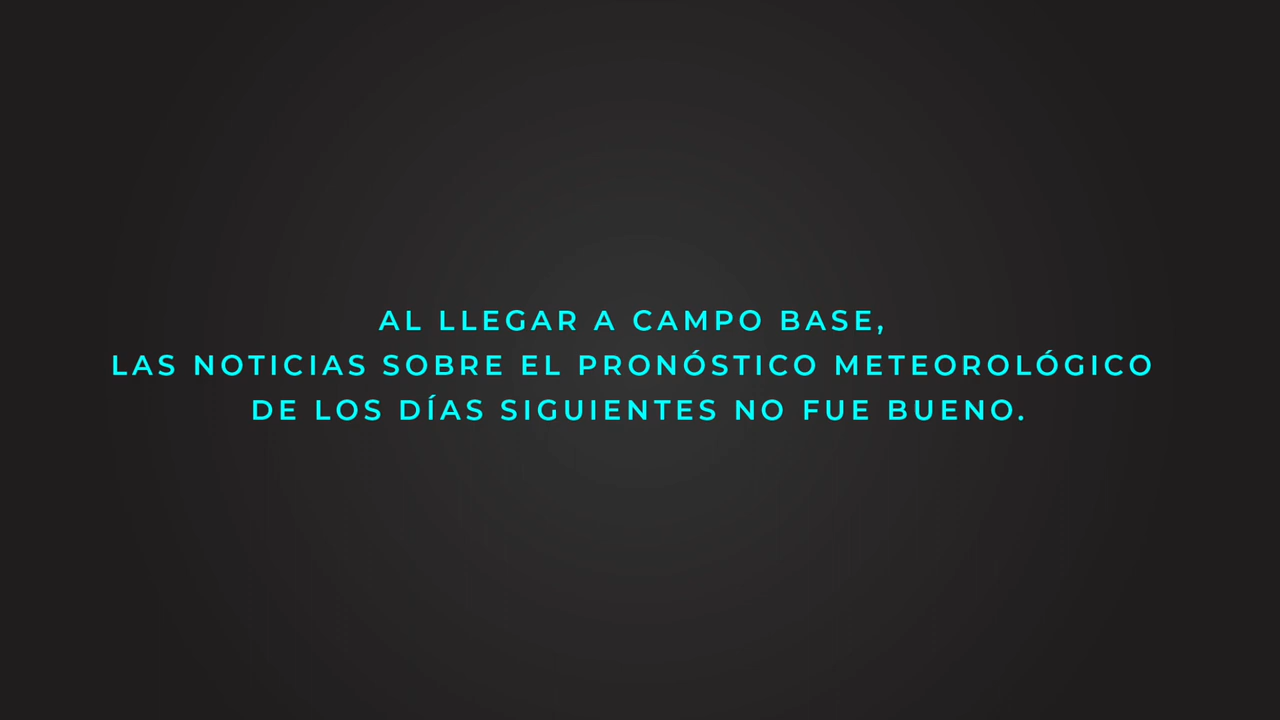 AL LLEGAR A CAMPO BASE,
LAS NOTICIAS SOBRE EL PRONÓSTICO METEOROLÓGICO
DE LOS DÍAS SIGUIENTES NO FUE BUENO.